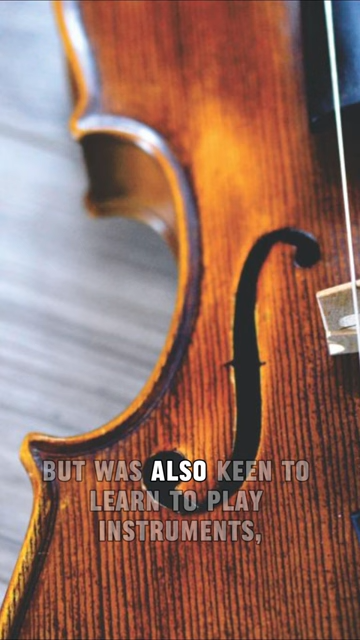 BUT WAS ALSO KEEN TO
LEARN TO PLAY
INSTRUMENTS,